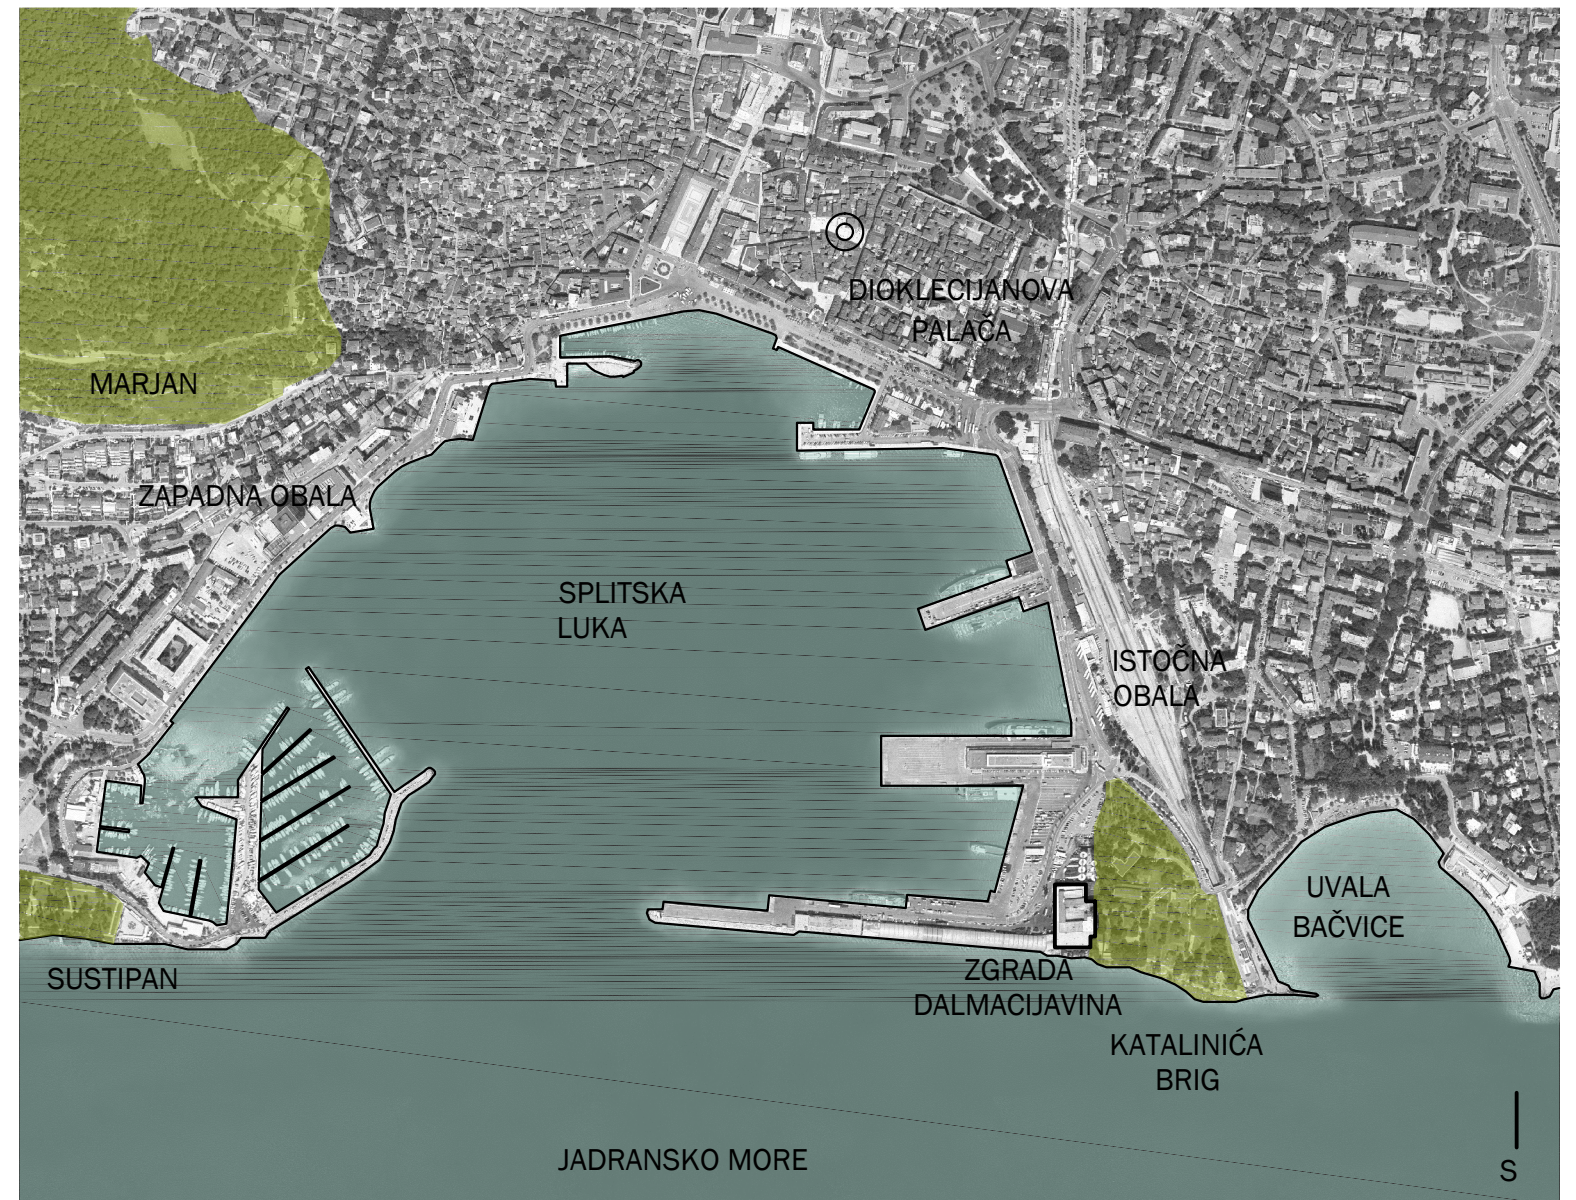 DIOKLECIJANOVA
PALAČA
MARJAN
ZAPADNA OBALA
SPLITSKA
LUKA
ISTOČNA
OBALA
UVALA
BAČVICE
SUSTIPAN
ZGRADA
DALMACIJAVINA
KATALINIĆA
BRIG
JADRANSKO MORE
S